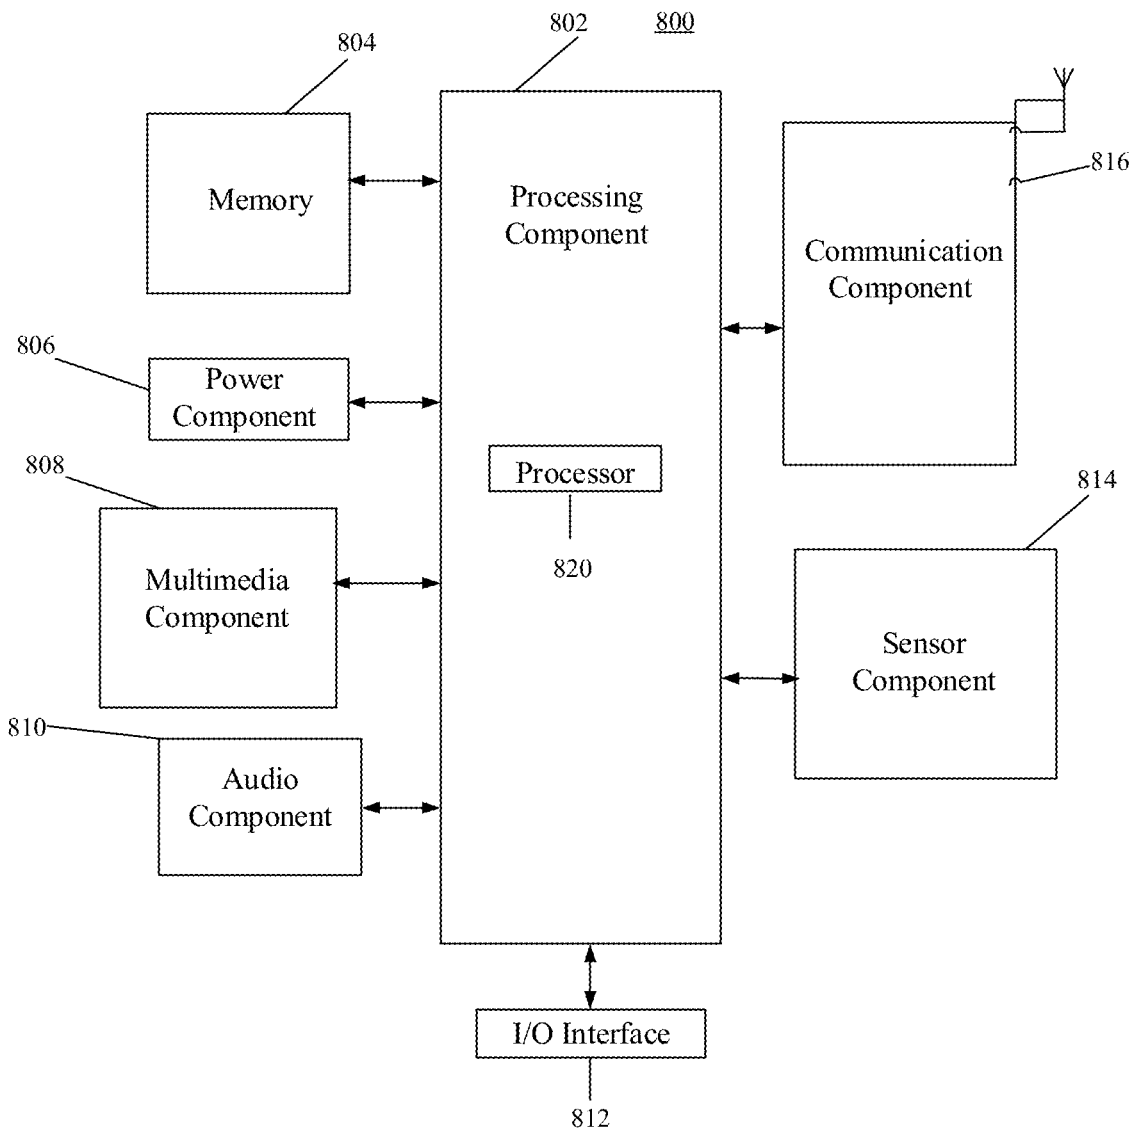 802
800
804
Memory
Processing
Component
816
Communication
Component
806
Power
Component
808
Processor
820
814
Multimedia
Component
Sensor
Component
810
Audio
Component
I/O Interface
812